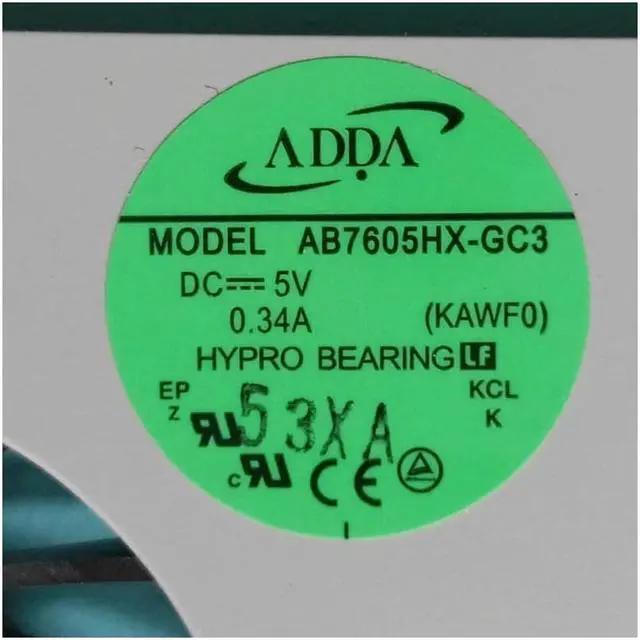 ADDA
MODEL AB7605HX-GC3
DC 5V
0.34A (KAWF0)
HYPRO BEARING LF
EP KCL
Z K
53XA
c
CE